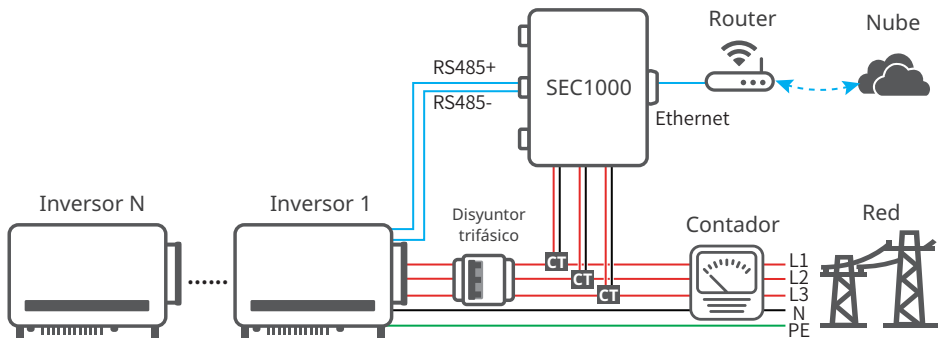 Router
Nube
RS485+
SEC1000
RS485-
Ethernet
Inversor N
Inversor 1
Disyuntor
trifásico
Contador
Red
CT
CT
CT
L1
L2
L3
N
PE